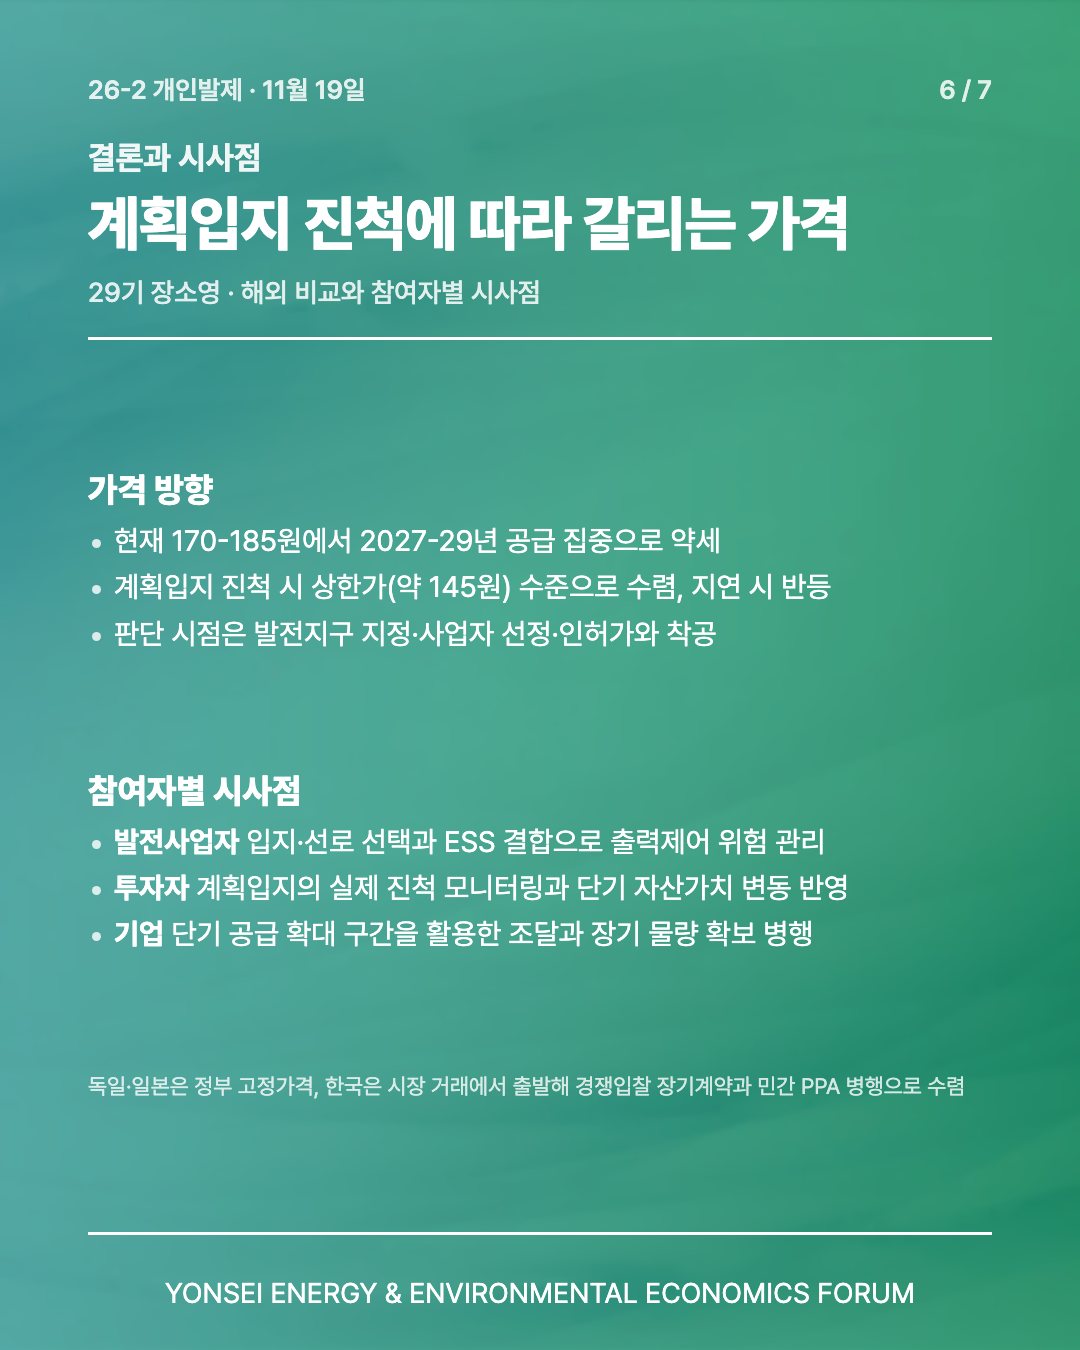 26-2 개인발제 · 11월 19일
6 / 7
결론과 시사점
계획입지 진척에 따라 갈리는 가격
29기 장소영 · 해외 비교와 참여자별 시사점
가격 방향
• 현재 170-185원에서 2027-29년 공급 집중으로 약세
• 계획입지 진척 시 상한가(약 145원) 수준으로 수렴, 지연 시 반등
• 판단 시점은 발전지구 지정·사업자 선정·인허가와 착공
참여자별 시사점
• 발전사업자 입지·선로 선택과 ESS 결합으로 출력제어 위험 관리
• 투자자 계획입지의 실제 진척 모니터링과 단기 자산가치 변동 반영
• 기업 단기 공급 확대 구간을 활용한 조달과 장기 물량 확보 병행
독일·일본은 정부 고정가격, 한국은 시장 거래에서 출발해 경쟁입찰 장기계약과 민간 PPA 병행으로 수렴
YONSEI ENERGY & ENVIRONMENTAL ECONOMICS FORUM